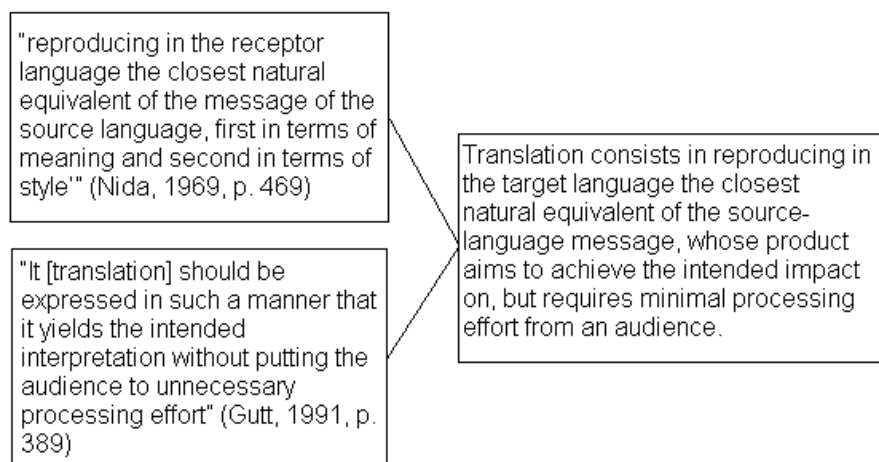 "reproducing in the receptor
language the closest natural
equivalent of the message of the
source language, first in terms of
meaning and second in terms of
style'" (Nida, 1969, p. 469)
"It [translation] should be
expressed in such a manner that
it yields the intended
interpretation without putting the
audience to unnecessary
processing effort" (Gutt, 1991, p.
389)
Translation consists in reproducing in
the target language the closest
natural equivalent of the source-
language message, whose product
aims to achieve the intended impact
on, but requires minimal processing
effort from an audience.